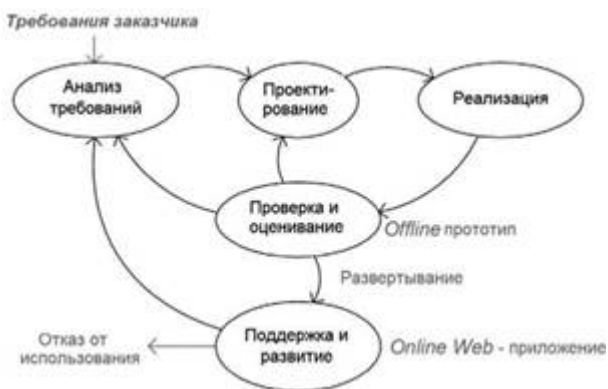 Требования заказчика
Анализ
требований
Проекти-
рование
Реализация
Проверка и
оценивание
Offline прототип
Развертывание
Поддержка и
развитие
Отказ от
использования
Online Web - приложение